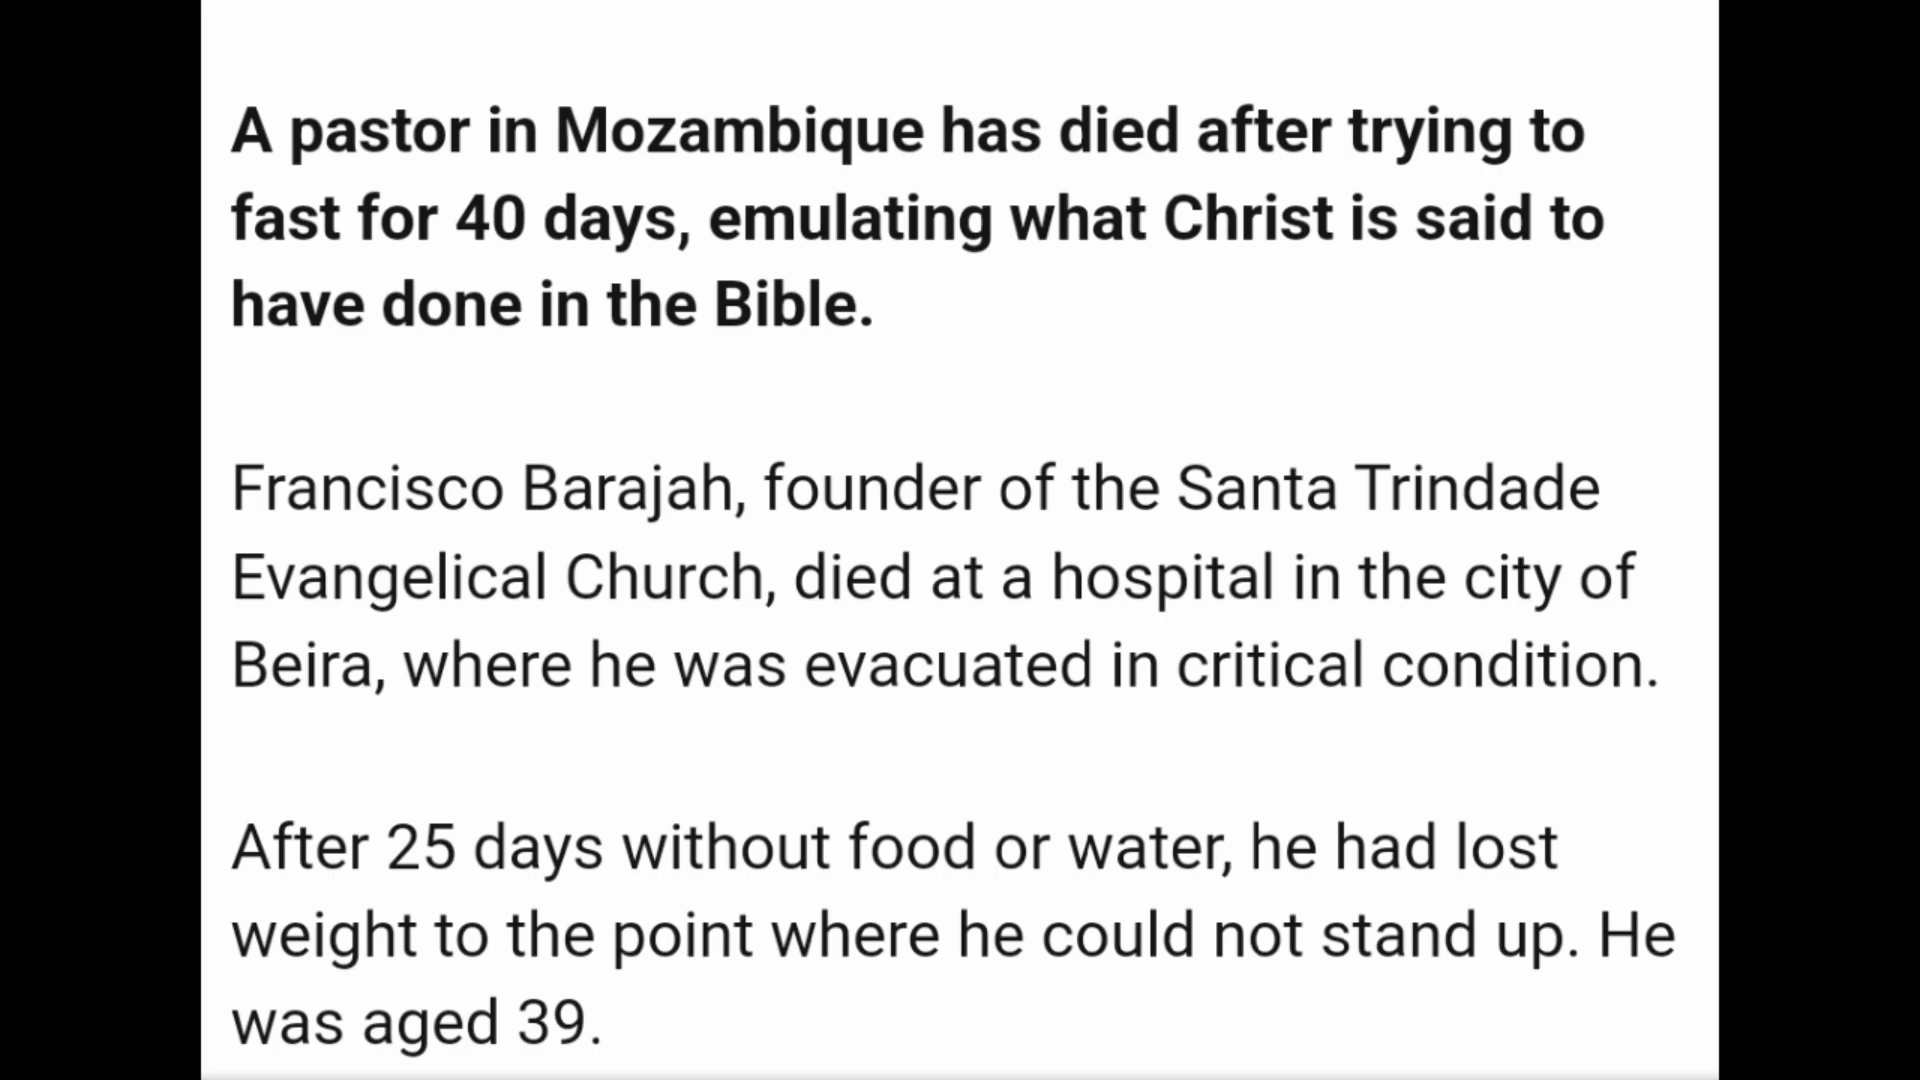 A pastor in Mozambique has died after trying to
fast for 40 days, emulating what Christ is said to
have done in the Bible.
Francisco Barajah, founder of the Santa Trindade
Evangelical Church, died at a hospital in the city of
Beira, where he was evacuated in critical condition.
After 25 days without food or water, he had lost
weight to the point where he could not stand up. He
was aged 39.